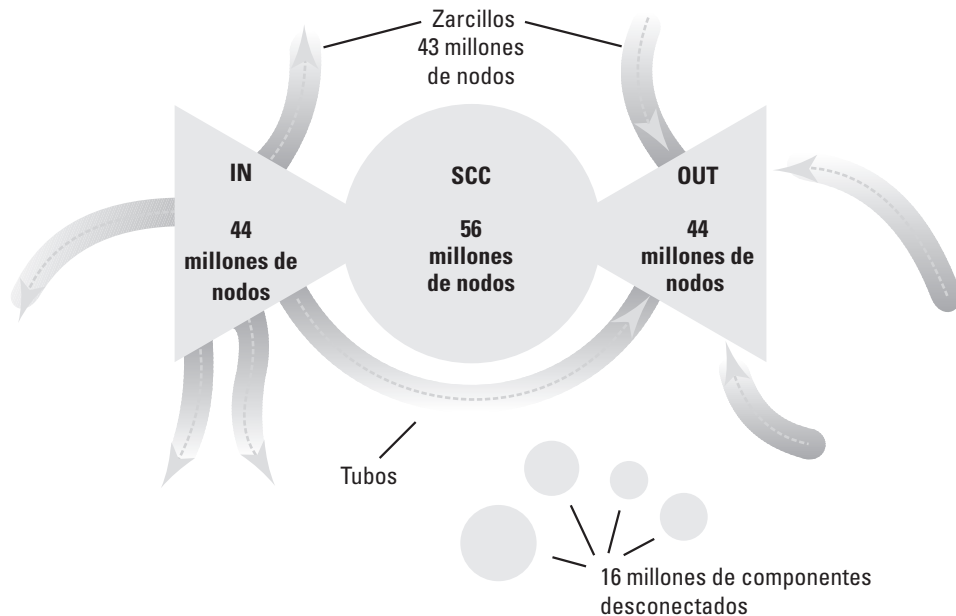 Zarcillos
43 millones
de nodos
IN
44
millones de
nodos
SCC
56
millones
de nodos
OUT
44
millones de
nodos
Tubos
16 millones de componentes
desconectados